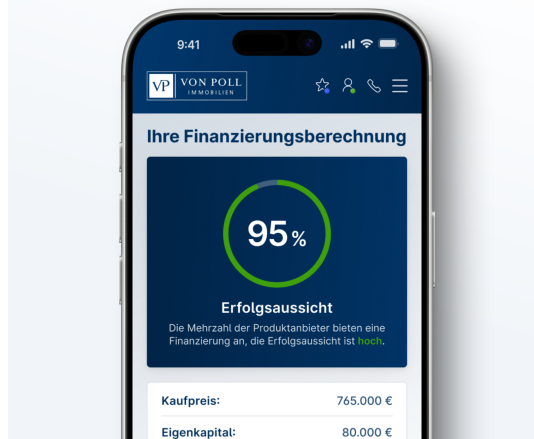 9:41
VP VON POLL
IMMOBILIEN
Ihre Finanzierungsberechnung
95 %
Erfolgsaussicht
Die Mehrzahl der Produktanbieter bieten eine
Finanzierung an, die Erfolgsaussicht ist hoch.
Kaufpreis: 765.000 €
Eigenkapital: 80.000 €